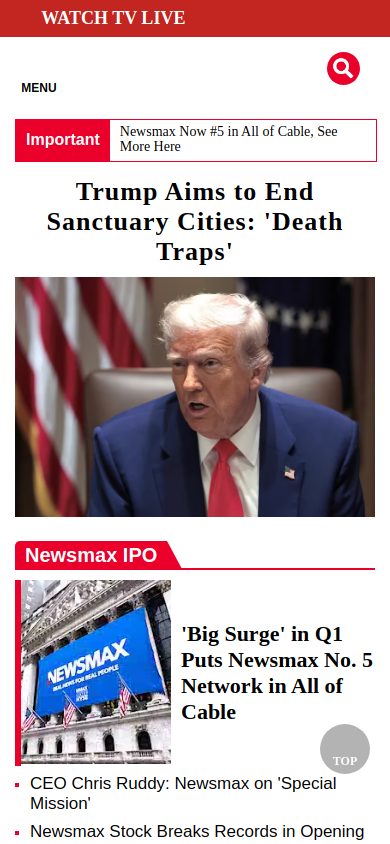 WATCH TV LIVE
MENU
Important
Newsmax Now #5 in All of Cable, See
More Here
Trump Aims to End
Sanctuary Cities: 'Death
Traps'
Newsmax IPO
NEWSMAX
REAL NEWS FOR REAL PEOPLE
'Big Surge' in Q1
Puts Newsmax No. 5
Network in All of
Cable
TOP
CEO Chris Ruddy: Newsmax on 'Special
Mission'
Newsmax Stock Breaks Records in Opening